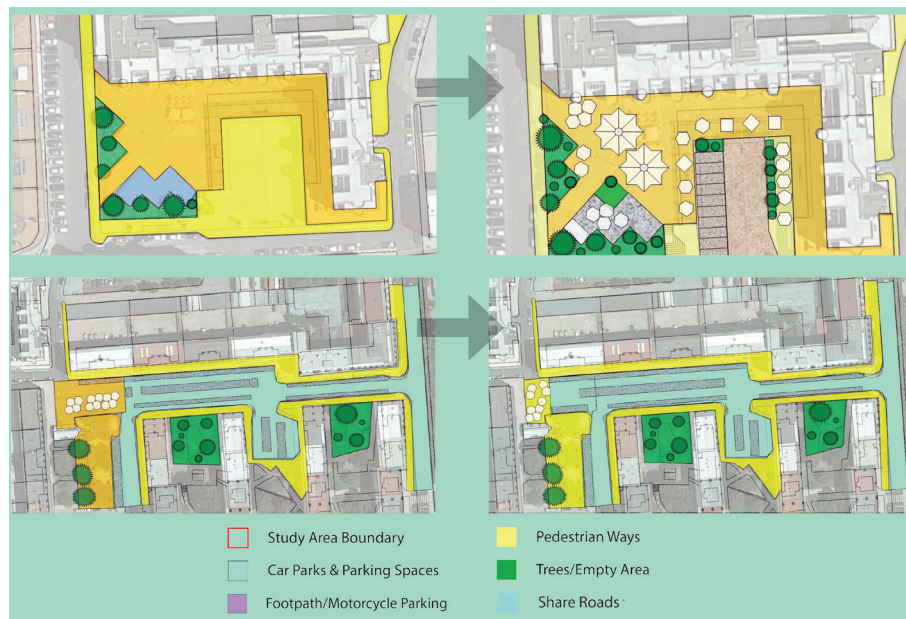 Study Area Boundary
Car Parks & Parking Spaces
Footpath/Motorcycle Parking
Pedestrian Ways
Trees/Empty Area
Share Roads